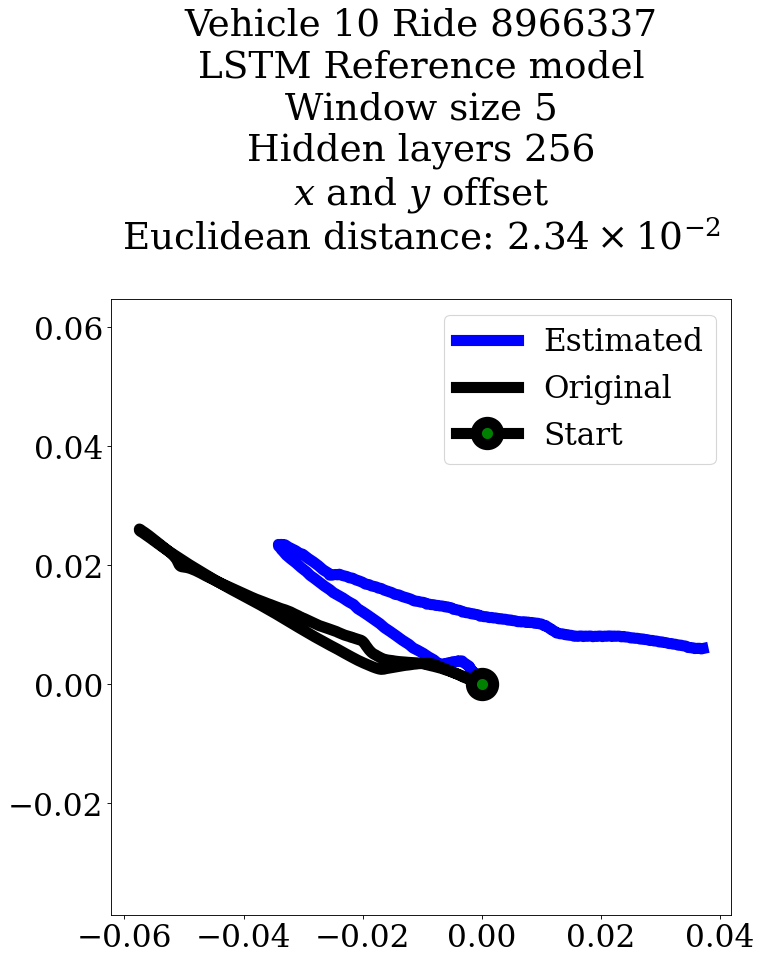 Vehicle 10 Ride 8966337
LSTM Reference model
Window size 5
Hidden layers 256
x and y offset
Euclidean distance: 2.34 × 10⁻²
Estimated
Original
Start
0.06
0.04
0.02
0.00
−0.02
−0.06 −0.04 −0.02 0.00 0.02 0.04